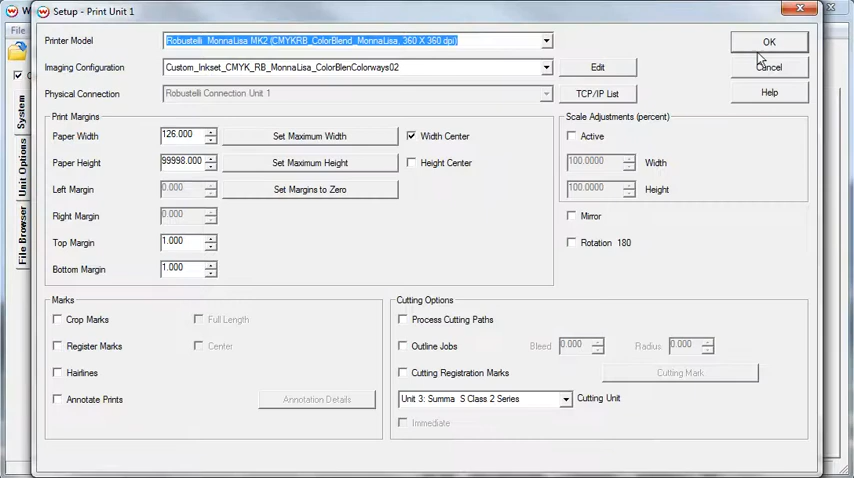 W
Setup - Print Unit 1
File
Printer Model
Robustelli MonnaLisa MK2 (CMYKRB_ColorBlend_MonnaLisa, 360 X 360 dpi)
OK
Imaging Configuration
Custom_Inkset_CMYK_RB_MonnaLisa_ColorBlenColorways02
Edit
Cancel
Physical Connection
Robustelli Connection Unit 1
TCP/IP List
Help
System
Unit Options
File Browser
Print Margins
Scale Adjustments (percent)
Paper Width
126.000
Set Maximum Width
Width Center
Active
Paper Height
99998.000
Set Maximum Height
Height Center
100.0000
Width
Left Margin
0.000
Set Margins to Zero
100.0000
Height
Right Margin
0.000
Mirror
Top Margin
1.000
Rotation 180
Bottom Margin
1.000
Marks
Cutting Options
Crop Marks
Full Length
Process Cutting Paths
Register Marks
Center
Outline Jobs
Bleed
0.000
Radius
0.000
Hairlines
Cutting Registration Marks
Cutting Mark
Annotate Prints
Annotation Details
Unit 3: Summa S Class 2 Series
Cutting Unit
Immediate